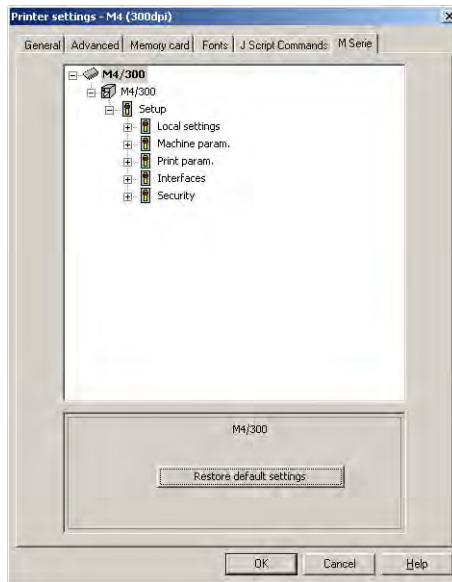 Printer settings - M4 (300dpi)
General Advanced Memory card Fonts J Script Commands M Serie
M4/300
M4/300
Setup
Local settings
Machine param.
Print param.
Interfaces
Security
M4/300
Restore default settings
OK Cancel Help